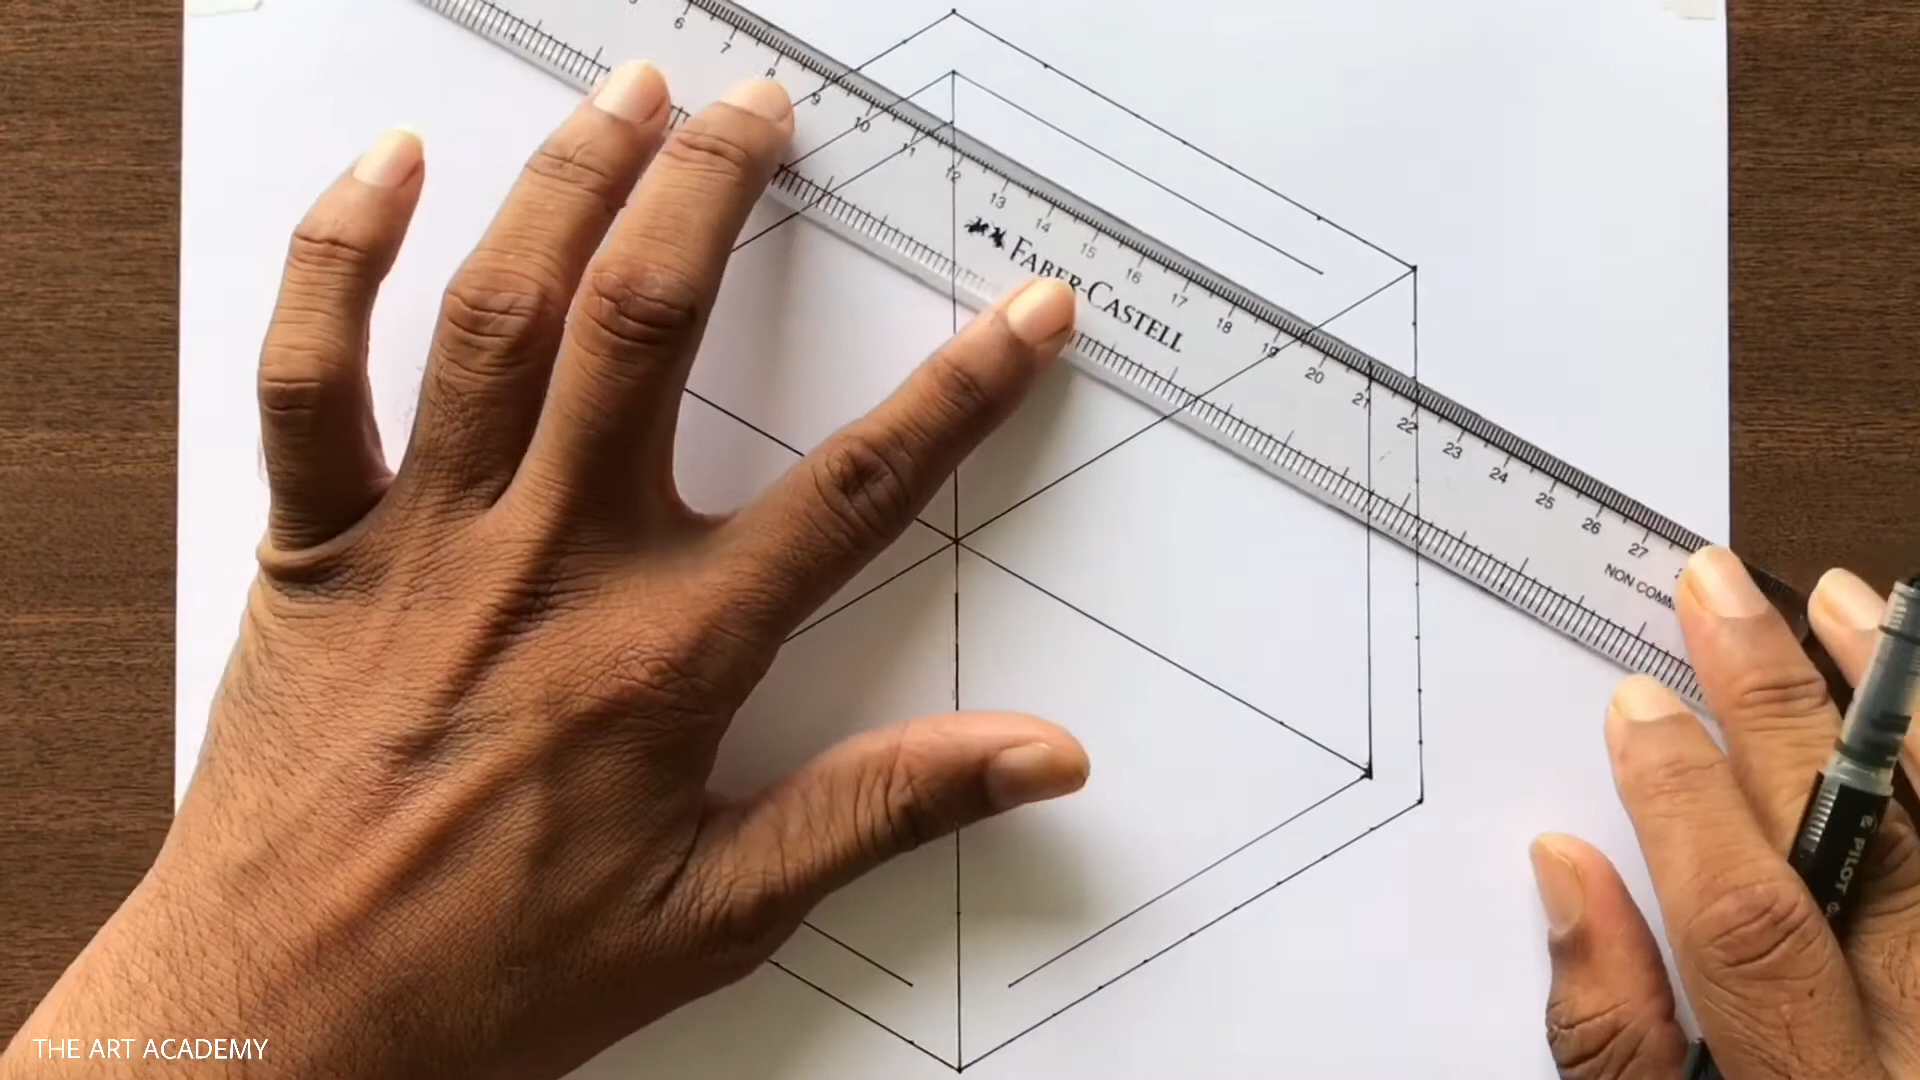 6 7 8 9 10 11 12 13 14 15 16 17 18 19 20 21 22 23 24 25 26 27
FABER-CASTELL
NON COMM
PILOT
THE ART ACADEMY